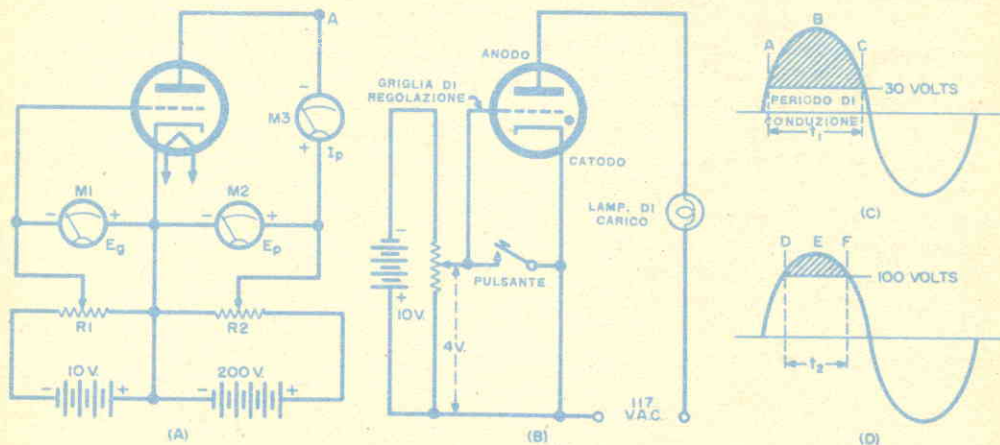 A
M3
- +
Ip
M1
- +
Eg
M2
- +
Ep
R1
R2
10 V.
- +
200 V.
- +
(A)
ANODO
GRIGLIA DI
REGOLAZIONE
CATODO
LAMP. DI
CARICO
PULSANTE
-
+
10 V.
4V.
117
V.A.C.
(B)
A B C
30 VOLTS
PERIODO DI
CONDUZIONE
t₁
(C)
D E F
100 VOLTS
t₂
(D)